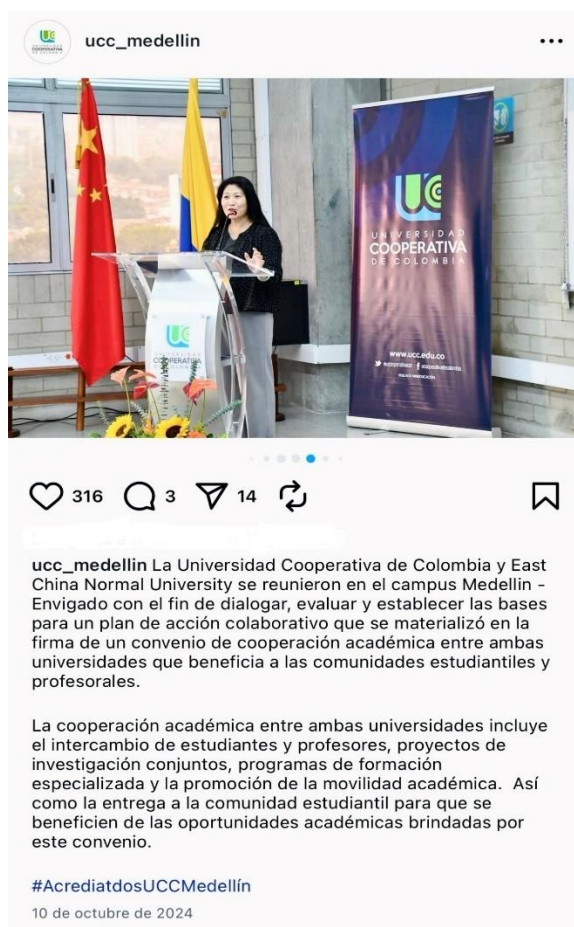 ucc_medellin
UNIVERSIDAD
COOPERATIVA
DE COLOMBIA
www.ucc.edu.co
316 3 14
ucc_medellin La Universidad Cooperativa de Colombia y East
China Normal University se reunieron en el campus Medellin -
Envigado con el fin de dialogar, evaluar y establecer las bases
para un plan de acción colaborativo que se materializó en la
firma de un convenio de cooperación académica entre ambas
universidades que beneficia a las comunidades estudiantiles y
profesorales.
La cooperación académica entre ambas universidades incluye
el intercambio de estudiantes y profesores, proyectos de
investigación conjuntos, programas de formación
especializada y la promoción de la movilidad académica. Así
como la entrega a la comunidad estudiantil para que se
beneficien de las oportunidades académicas brindadas por
este convenio.
#AcrediatdosUCCMedellín
10 de octubre de 2024